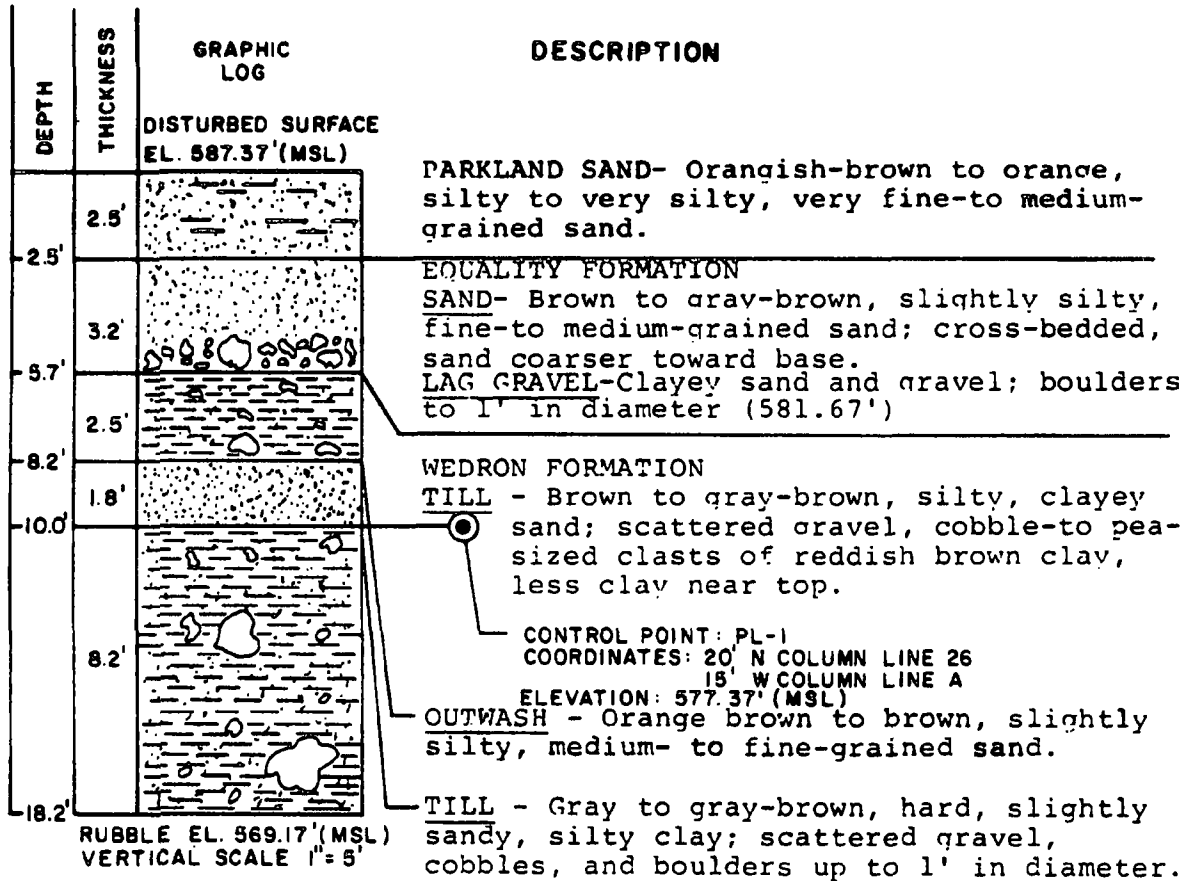 DEPTH
THICKNESS
GRAPHIC
LOG
DESCRIPTION
DISTURBED SURFACE
EL. 587.37' (MSL)
2.5'
2.5'
3.2'
5.7'
2.5'
8.2'
1.8'
10.0'
8.2'
18.2'
RUBBLE EL. 569.17' (MSL)
VERTICAL SCALE 1"= 5'
PARKLAND SAND- Orangish-brown to orange,
silty to very silty, very fine-to medium-
grained sand.
EQUALITY FORMATION
SAND- Brown to gray-brown, slightly silty,
fine-to medium-grained sand; cross-bedded,
sand coarser toward base.
LAG GRAVEL-Clayey sand and gravel; boulders
to 1' in diameter (581.67')
WEDRON FORMATION
TILL - Brown to gray-brown, silty, clayey
sand; scattered gravel, cobble-to pea-
sized clasts of reddish brown clay,
less clay near top.
CONTROL POINT: PL-1
COORDINATES: 20' N COLUMN LINE 26
15' W COLUMN LINE A
ELEVATION: 577.37' (MSL)
OUTWASH - Orange brown to brown, slightly
silty, medium- to fine-grained sand.
TILL - Gray to gray-brown, hard, slightly
sandy, silty clay; scattered gravel,
cobbles, and boulders up to 1' in diameter.